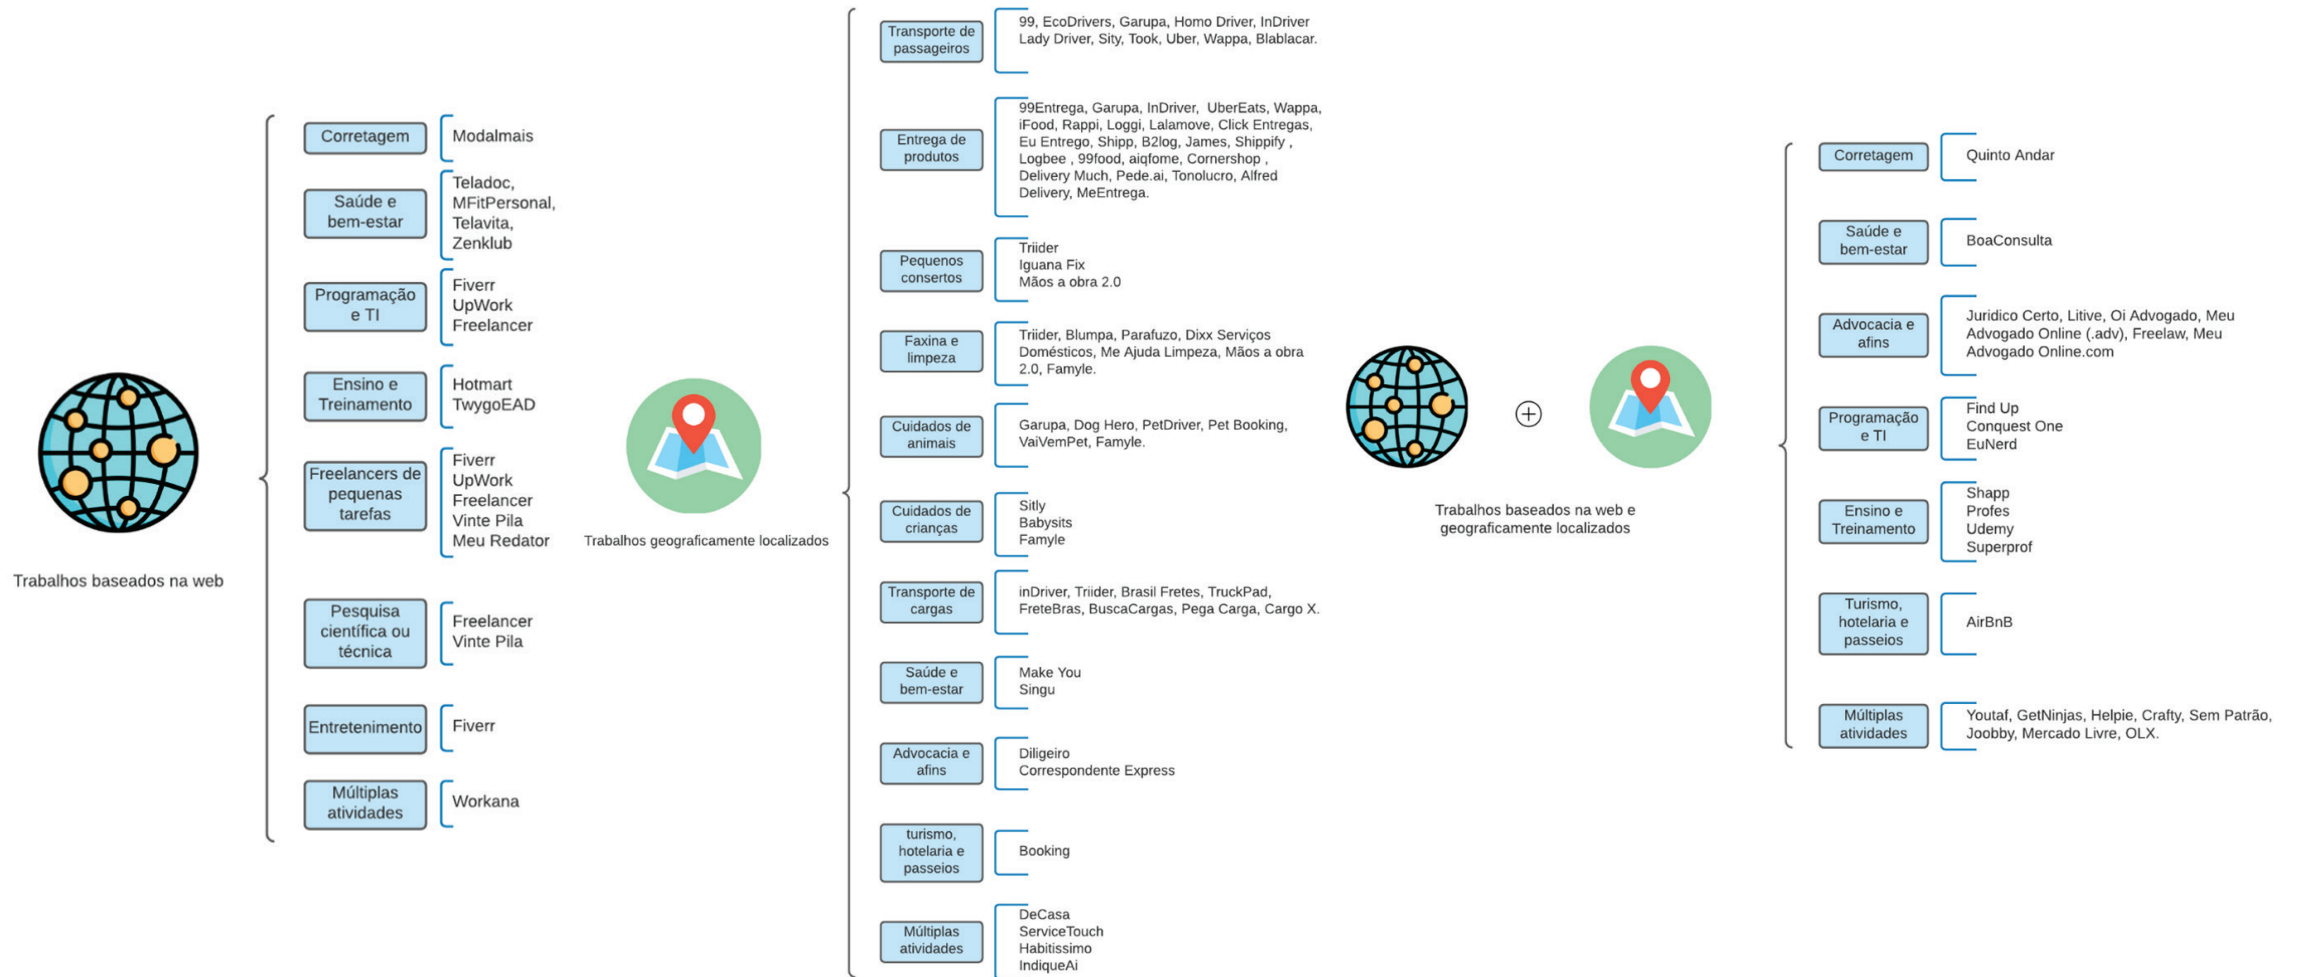 Trabalhos baseados na web
Corretagem
Modalmais
Saúde e
bem-estar
Teladoc,
MFitPersonal,
Telavita,
Zenklub
Programação
e TI
Fiverr
UpWork
Freelancer
Ensino e
Treinamento
Hotmart
TwygoEAD
Freelancers de
pequenas
tarefas
Fiverr
UpWork
Freelancer
Vinte Pila
Meu Redator
Pesquisa
científica ou
técnica
Freelancer
Vinte Pila
Entretenimento
Fiverr
Múltiplas
atividades
Workana
Trabalhos geograficamente localizados
Transporte de
passageiros
99, EcoDrivers, Garupa, Homo Driver, InDriver
Lady Driver, Sity, Took, Uber, Wappa, Blablacar.
Entrega de
produtos
99Entrega, Garupa, InDriver, UberEats, Wappa,
iFood, Rappi, Loggi, Lalamove, Click Entregas,
Eu Entrego, Shipp, B2log, James, Shippify ,
Logbee , 99food, aiqfome, Cornershop ,
Delivery Much, Pede.ai, Tonolucro, Alfred
Delivery, MeEntrega.
Pequenos
consertos
Triider
Iguana Fix
Mãos a obra 2.0
Faxina e
limpeza
Triider, Blumpa, Parafuzo, Dixx Serviços
Domésticos, Me Ajuda Limpeza, Mãos a obra
2.0, Famyle.
Cuidados de
animais
Garupa, Dog Hero, PetDriver, Pet Booking,
VaiVemPet, Famyle.
Cuidados de
crianças
Sitly
Babysits
Famyle
Transporte de
cargas
inDriver, Triider, Brasil Fretes, TruckPad,
FreteBras, BuscaCargas, Pega Carga, Cargo X.
Saúde e
bem-estar
Make You
Singu
Advocacia e
afins
Diligeiro
Correspondente Express
turismo,
hotelaria e
passeios
Booking
Múltiplas
atividades
DeCasa
ServiceTouch
Habitissimo
IndiqueAi
Trabalhos baseados na web e
geograficamente localizados
Corretagem
Quinto Andar
Saúde e
bem-estar
BoaConsulta
Advocacia e
afins
Juridico Certo, Litive, Oi Advogado, Meu
Advogado Online (.adv), Freelaw, Meu
Advogado Online.com
Programação
e TI
Find Up
Conquest One
EuNerd
Ensino e
Treinamento
Shapp
Profes
Udemy
Superprof
Turismo,
hotelaria e
passeios
AirBnB
Múltiplas
atividades
Youtaf, GetNinjas, Helpie, Crafty, Sem Patrão,
Joobby, Mercado Livre, OLX.